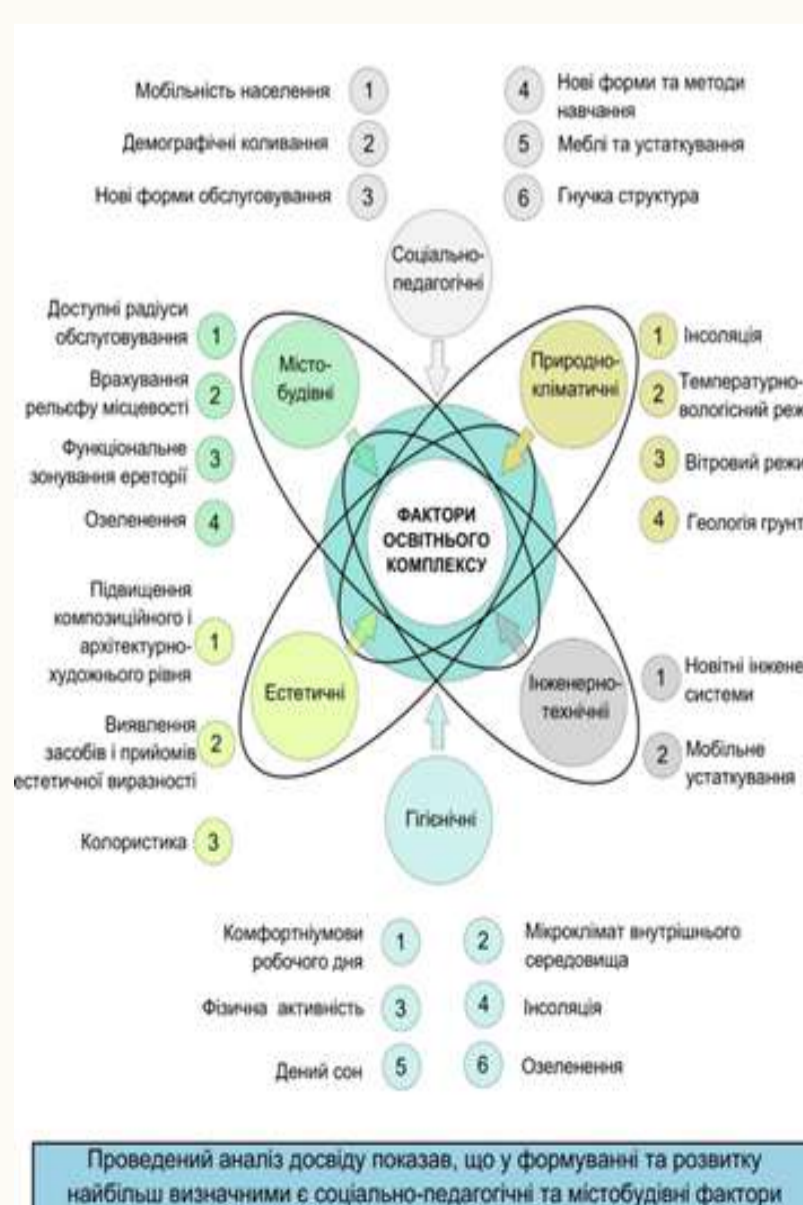 Мобільність населення 1
Демографічні коливання 2
Нові форми обслуговування 3
4 Нові форми та методи
навчання
5 Меблі та устаткування
6 Гнучка структура
Соціально-
педагогічні
Доступні радіуси
обслуговування 1
Врахування
рельєфу місцевості 2
Функціональне
зонування ереторії 3
Озеленення 4
Місто-
будівні
Природно-
кліматичні
1 Інсоляція
2 Температурно-
вологісний реж
3 Вітровий режи
4 Геологія грунт
ФАКТОРИ
ОСВІТНЬОГО
КОМПЛЕКСУ
Підвищення
композиційного і
архітектурно-
художнього рівня 1
Виявлення
засобів і прийомів
естетичної виразності 2
Колористика 3
Естетичні
Інженерно-
технічні
1 Новітні інжене
системи
2 Мобільне
устаткування
Гігієнічні
Комфортніумови
робочого дня 1
2 Мікроклімат внутрішнього
середовища
Фізична активність 3
4 Інсоляція
Дений сон 5
6 Озеленення
Проведений аналіз досвіду показав, що у формуванні та розвитку
найбільш визначними є соціально-педагогічні та містобудівні фактори